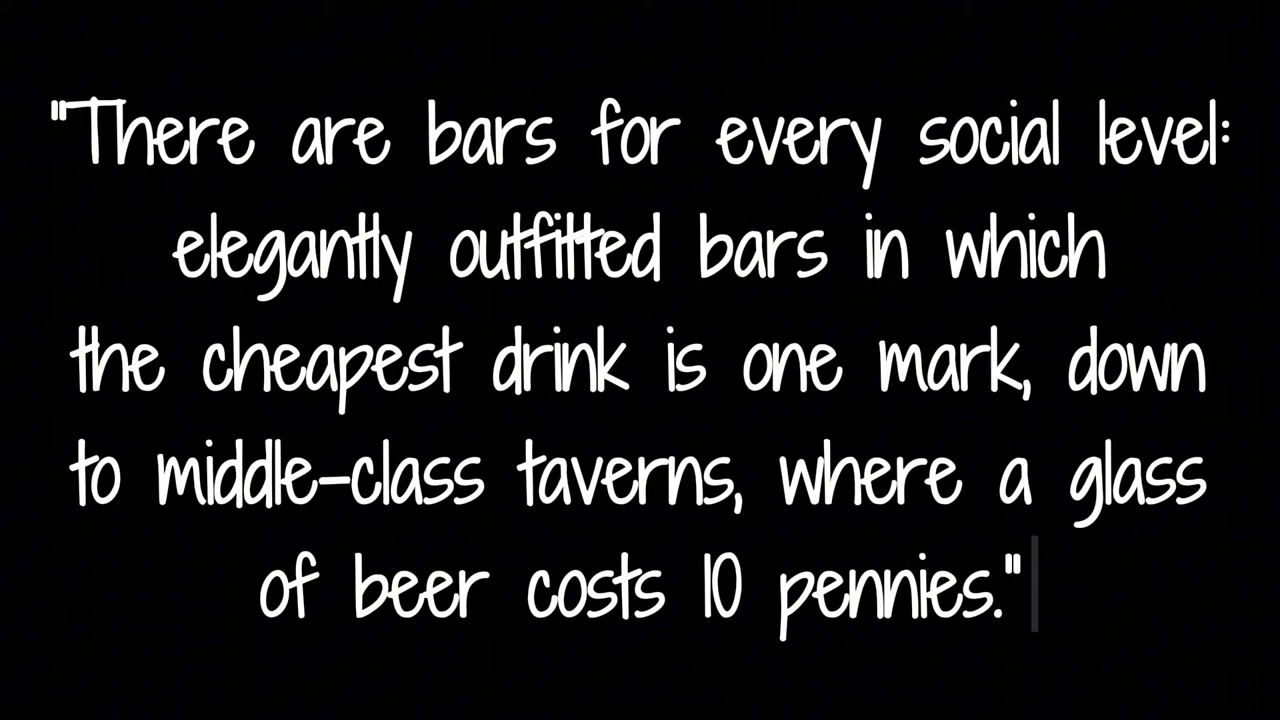 "There are bars for every social level:
elegantly outfitted bars in which
the cheapest drink is one mark, down
to middle-class taverns, where a glass
of beer costs 10 pennies."